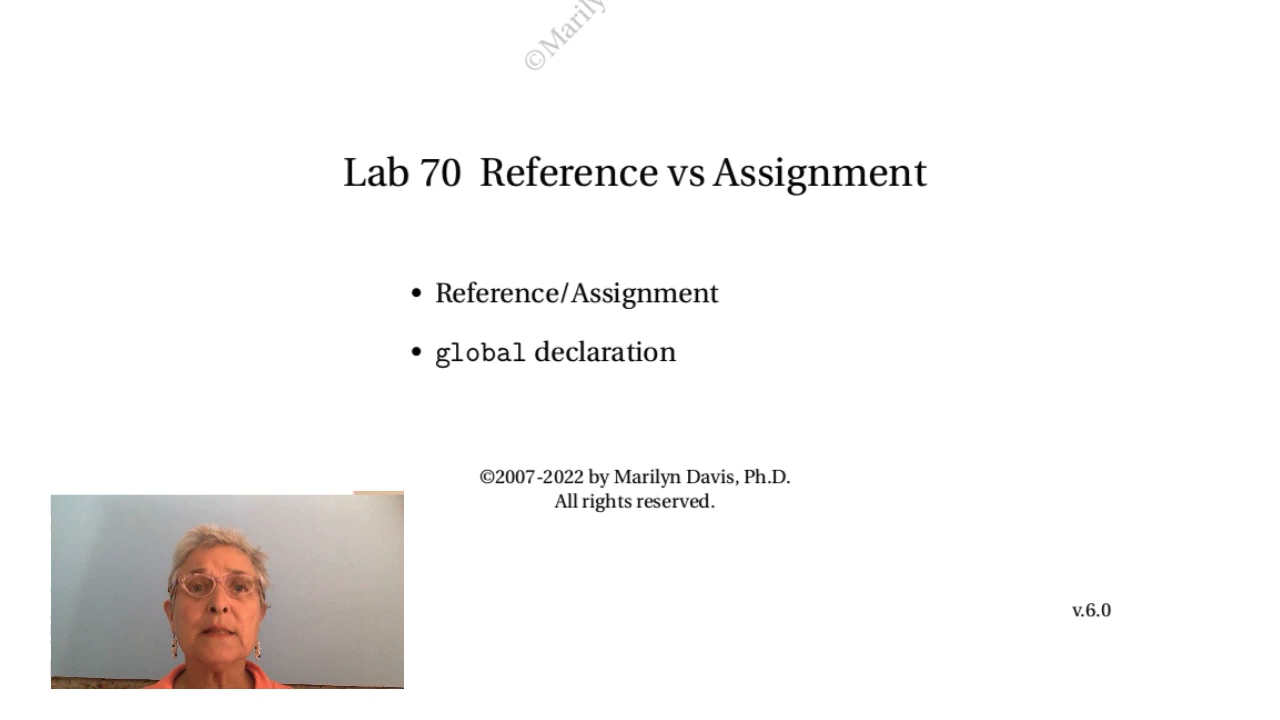 ©Marily
Lab 70 Reference vs Assignment
• Reference/Assignment
• global declaration
©2007-2022 by Marilyn Davis, Ph.D.
All rights reserved.
v.6.0